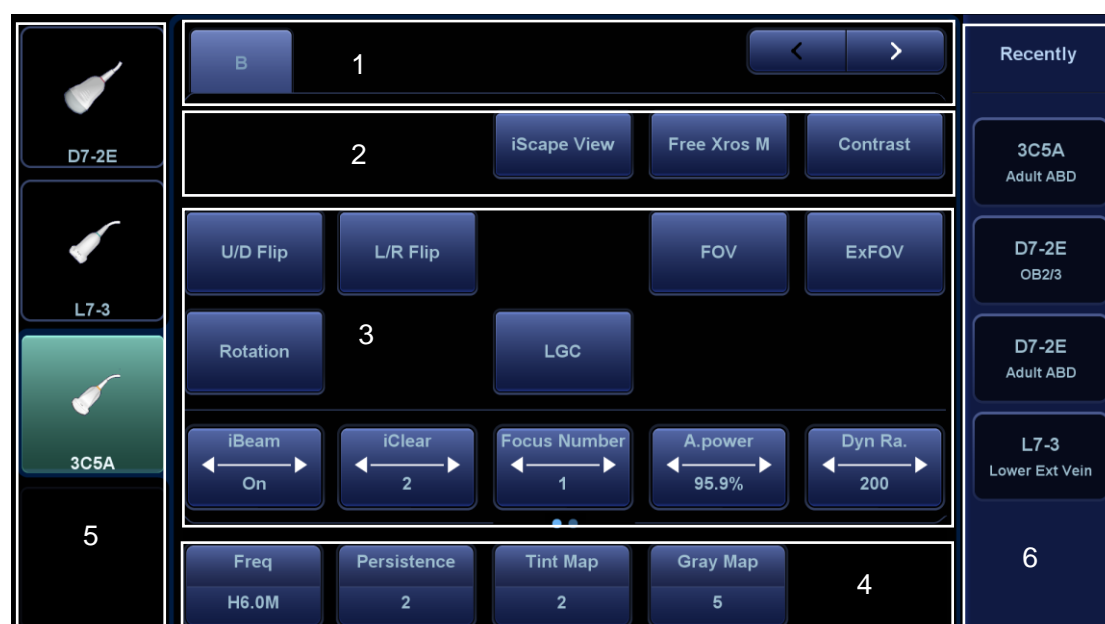 D7-2E
L7-3
3C5A
5
B
1
<
>
2
iScape View
Free Xros M
Contrast
U/D Flip
L/R Flip
FOV
ExFOV
Rotation
3
LGC
iBeam
On
iClear
2
Focus Number
1
A.power
95.9%
Dyn Ra.
200
Freq
H6.0M
Persistence
2
Tint Map
2
Gray Map
5
4
Recently
3C5A
Adult ABD
D7-2E
OB2/3
D7-2E
Adult ABD
L7-3
Lower Ext Vein
6